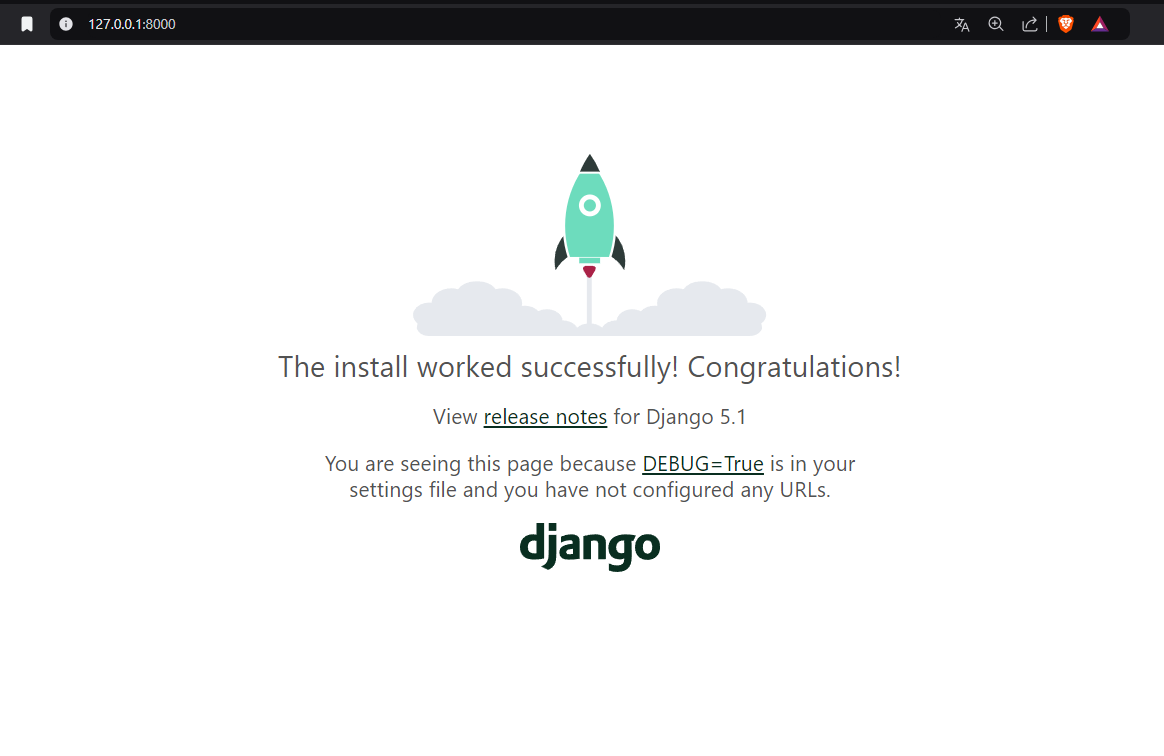 127.0.0.1:8000
The install worked successfully! Congratulations!
View release notes for Django 5.1
You are seeing this page because DEBUG=True is in your
settings file and you have not configured any URLs.
django